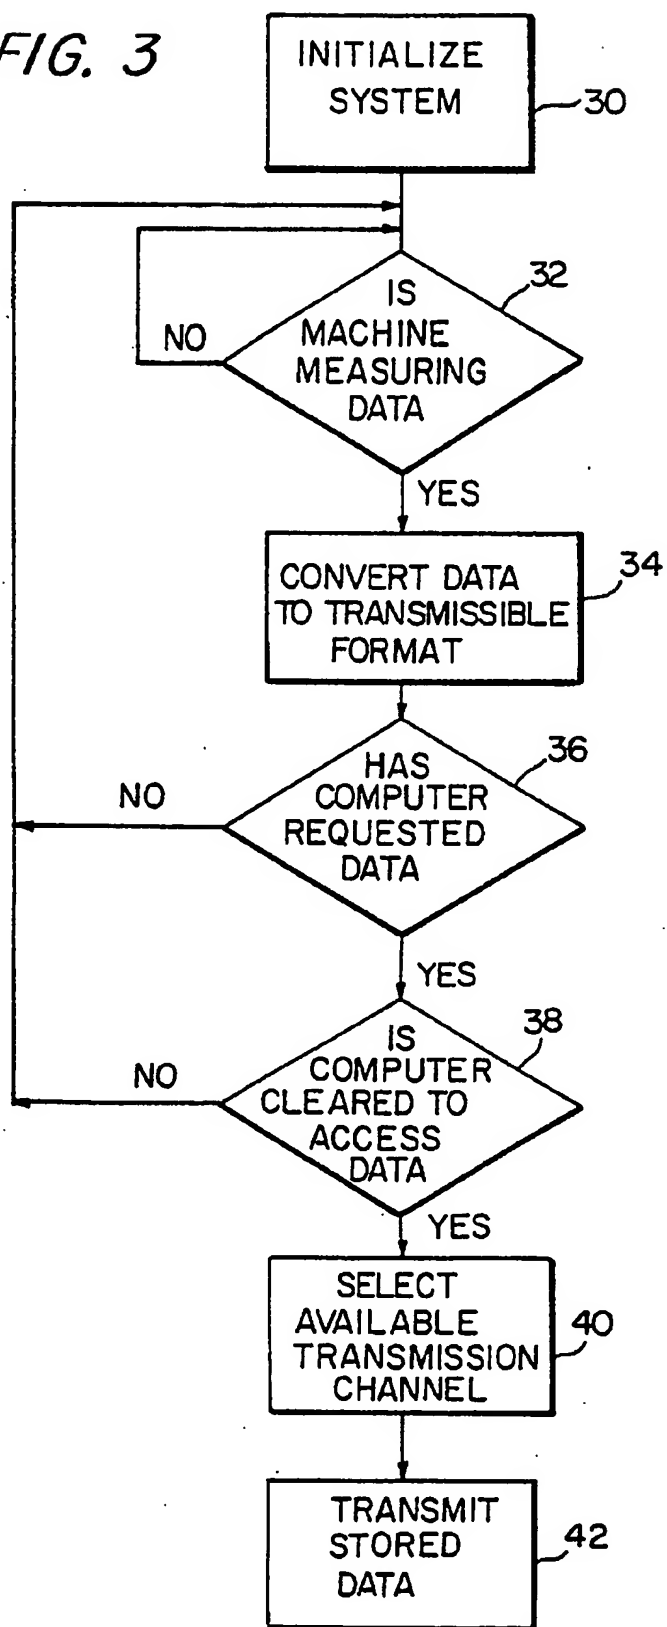 FIG. 3
INITIALIZE
SYSTEM
30
32
IS
MACHINE
MEASURING
DATA
NO
YES
34
CONVERT DATA
TO TRANSMISSIBLE
FORMAT
36
HAS
COMPUTER
REQUESTED
DATA
NO
YES
38
IS
COMPUTER
CLEARED TO
ACCESS
DATA
NO
YES
SELECT
AVAILABLE
TRANSMISSION
CHANNEL
40
TRANSMIT
STORED
DATA
42